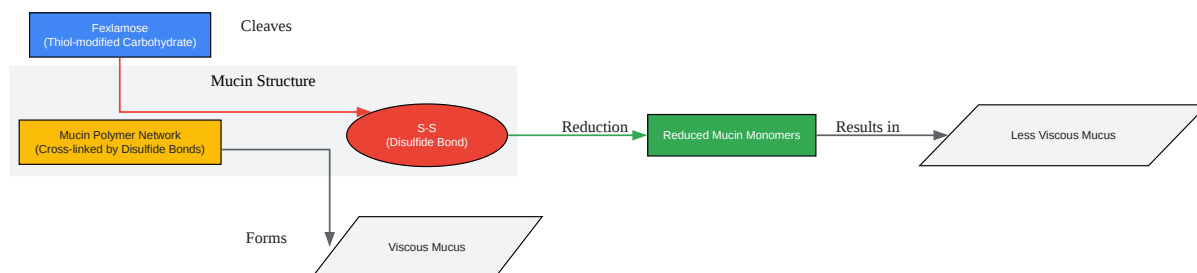 Fexlamose
(Thiol-modified Carbohydrate)
Cleaves
Mucin Structure
Mucin Polymer Network
(Cross-linked by Disulfide Bonds)
S-S
(Disulfide Bond)
Reduction
Reduced Mucin Monomers
Results in
Less Viscous Mucus
Forms
Viscous Mucus